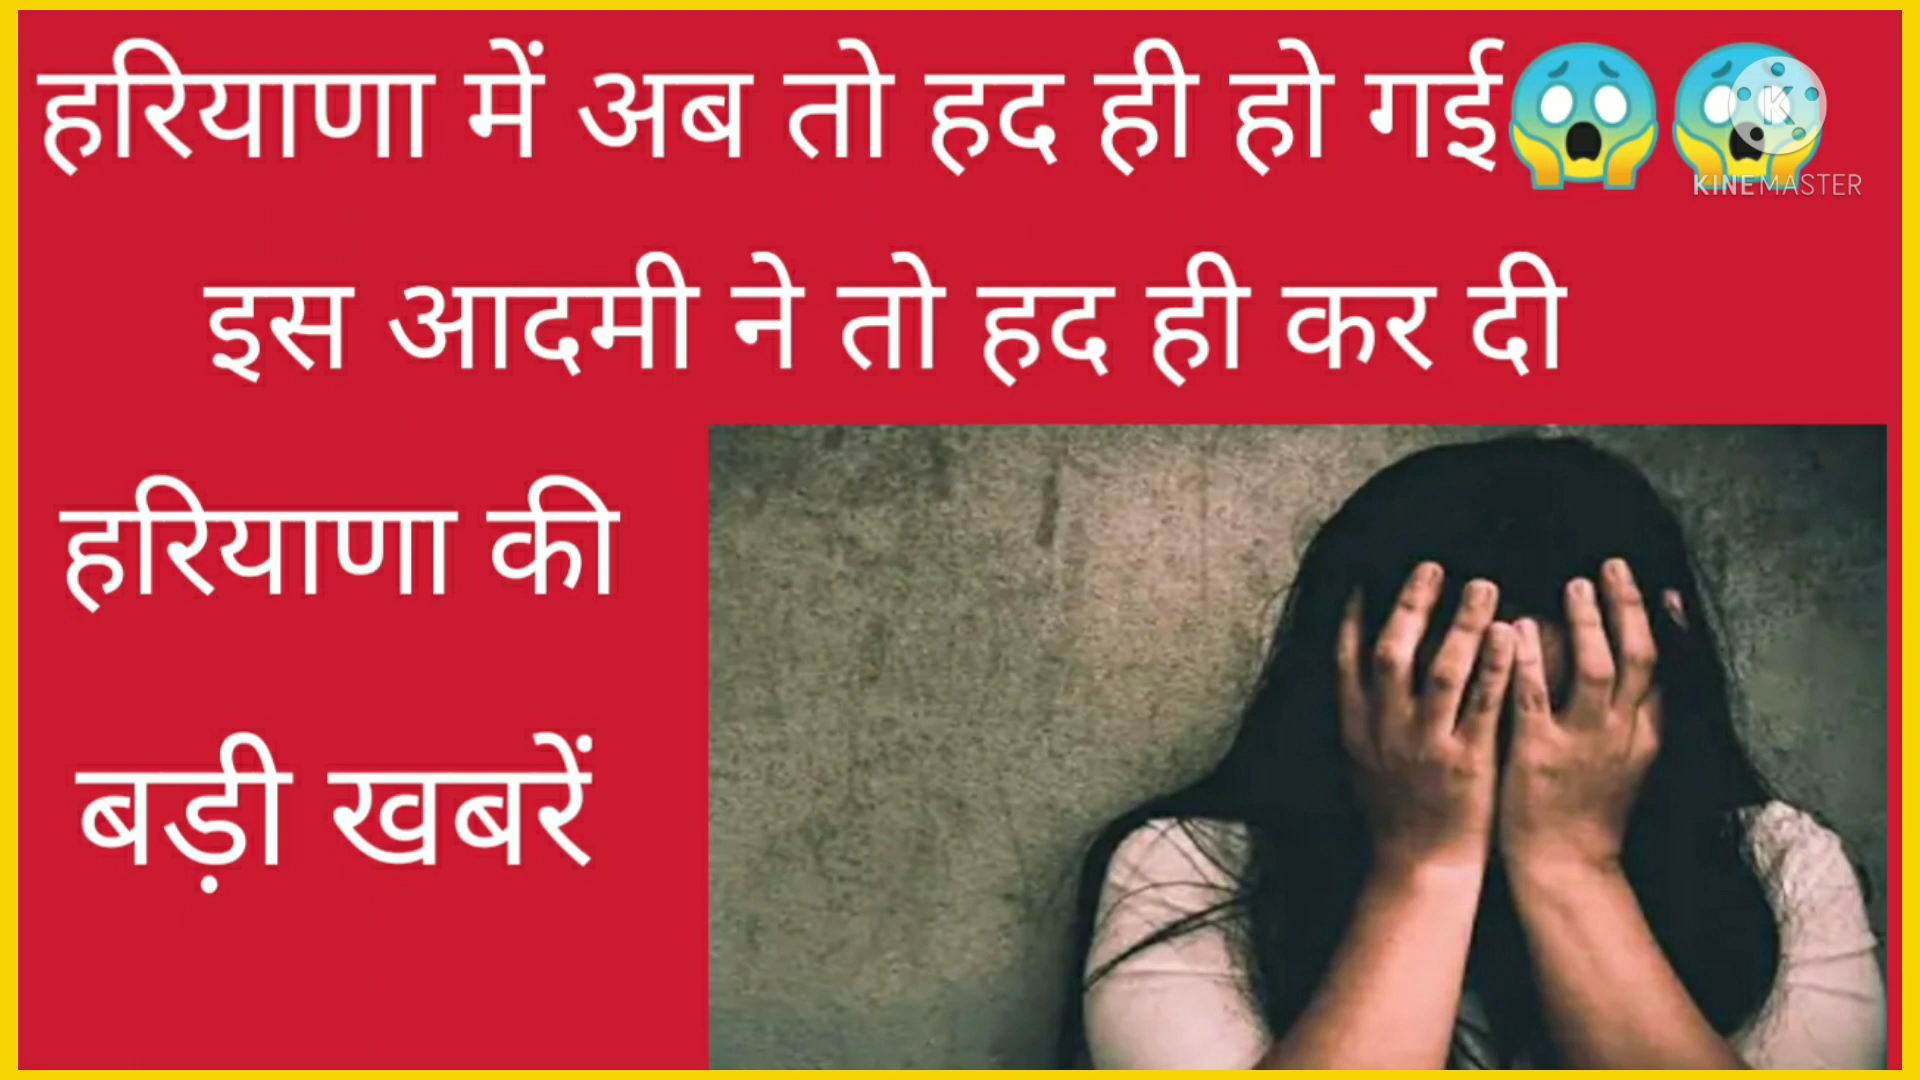 हरियाणा में अब तो हद ही हो गई😱😱
KINEMASTER
इस आदमी ने तो हद ही कर दी
हरियाणा की
बड़ी खबरें